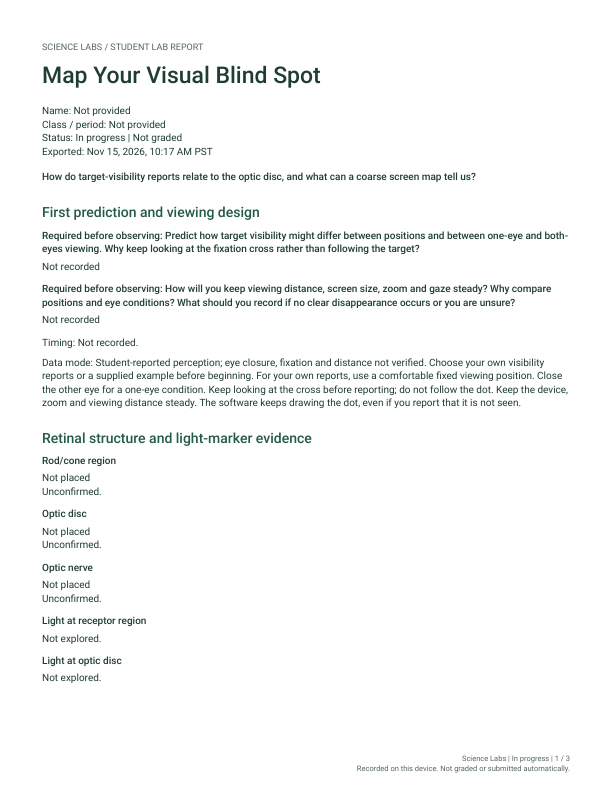 SCIENCE LABS / STUDENT LAB REPORT
Map Your Visual Blind Spot
Name: Not provided
Class / period: Not provided
Status: In progress | Not graded
Exported: Nov 15, 2026, 10:17 AM PST
How do target-visibility reports relate to the optic disc, and what can a coarse screen map tell us?
First prediction and viewing design
Required before observing: Predict how target visibility might differ between positions and between one-eye and both-
eyes viewing. Why keep looking at the fixation cross rather than following the target?
Not recorded
Required before observing: How will you keep viewing distance, screen size, zoom and gaze steady? Why compare
positions and eye conditions? What should you record if no clear disappearance occurs or you are unsure?
Not recorded
Timing: Not recorded.
Data mode: Student-reported perception; eye closure, fixation and distance not verified. Choose your own visibility
reports or a supplied example before beginning. For your own reports, use a comfortable fixed viewing position. Close
the other eye for a one-eye condition. Keep looking at the cross before reporting; do not follow the dot. Keep the device,
zoom and viewing distance steady. The software keeps drawing the dot, even if you report that it is not seen.
Retinal structure and light-marker evidence
Rod/cone region
Not placed
Unconfirmed.
Optic disc
Not placed
Unconfirmed.
Optic nerve
Not placed
Unconfirmed.
Light at receptor region
Not explored.
Light at optic disc
Not explored.
Science Labs | In progress | 1 / 3
Recorded on this device. Not graded or submitted automatically.